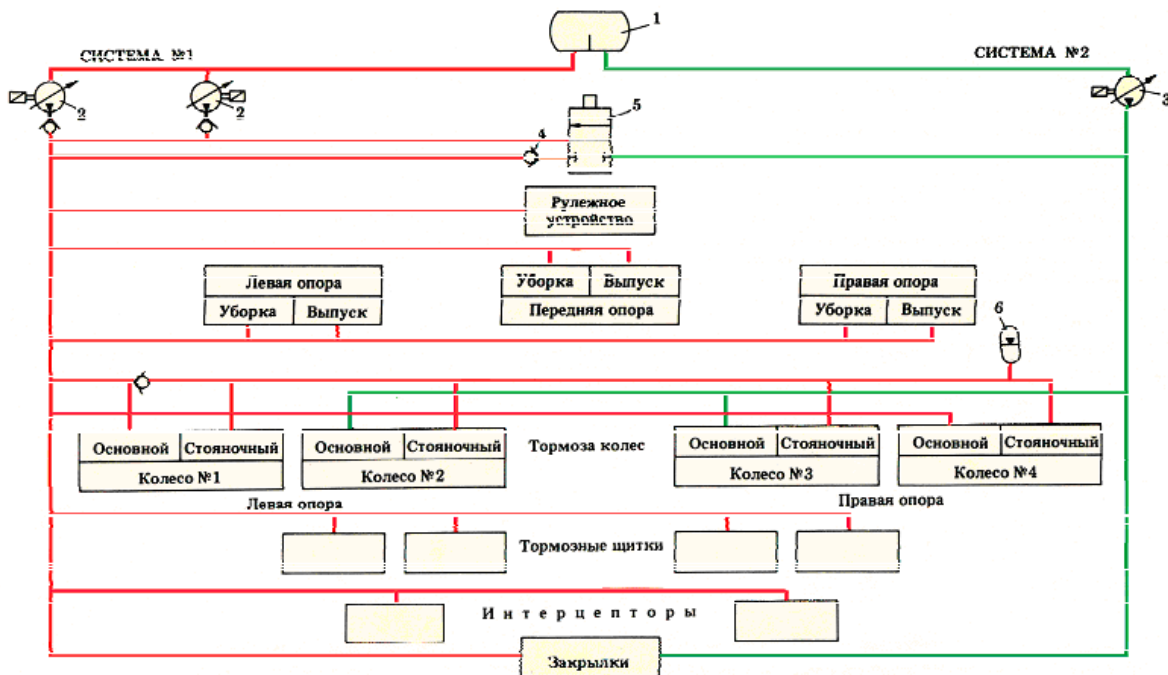 1
СИСТЕМА №1
СИСТЕМА №2
2
2
3
5
4
Рулежное
устройство
Левая опора
Уборка Выпуск
Уборка Выпуск
Передняя опора
Правая опора
Уборка Выпуск
6
Основной Стояночный
Колесо №1
Основной Стояночный
Колесо №2
Тормоза колес
Основной Стояночный
Колесо №3
Основной Стояночный
Колесо №4
Левая опора
Правая опора
Тормозные щитки
Интерцепторы
Закрылки